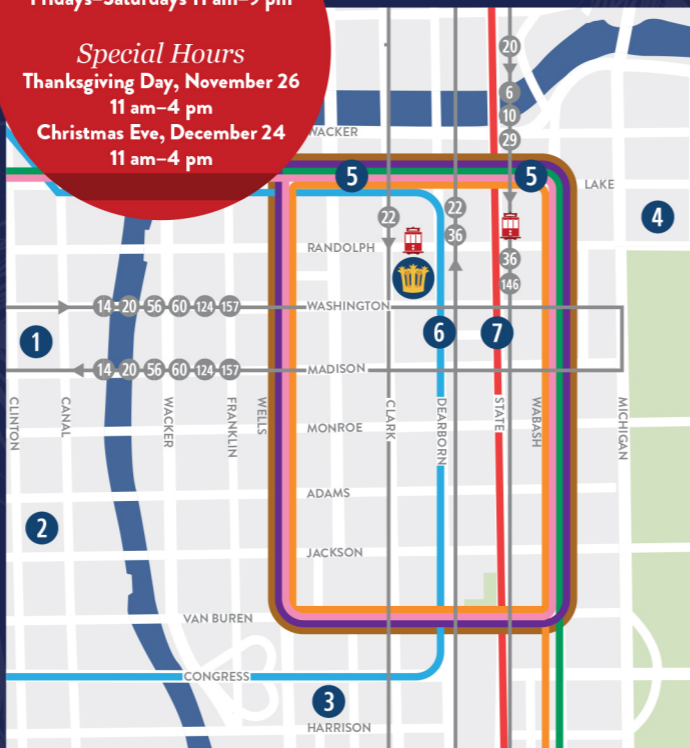 Fridays–Saturdays 11 am–9 pm
Special Hours
Thanksgiving Day, November 26
11 am–4 pm
Christmas Eve, December 24
11 am–4 pm
20
6
10
29
WACKER
5
5
LAKE
4
22
22
36
RANDOLPH
36
146
14 20 56 60 124 157
WASHINGTON
1
6
7
14 20 56 60 124 157
MADISON
CLINTON
CANAL
WACKER
FRANKLIN
WELLS
CLARK
DEARBORN
STATE
WABASH
MICHIGAN
MONROE
ADAMS
2
JACKSON
VAN BUREN
CONGRESS
3
HARRISON